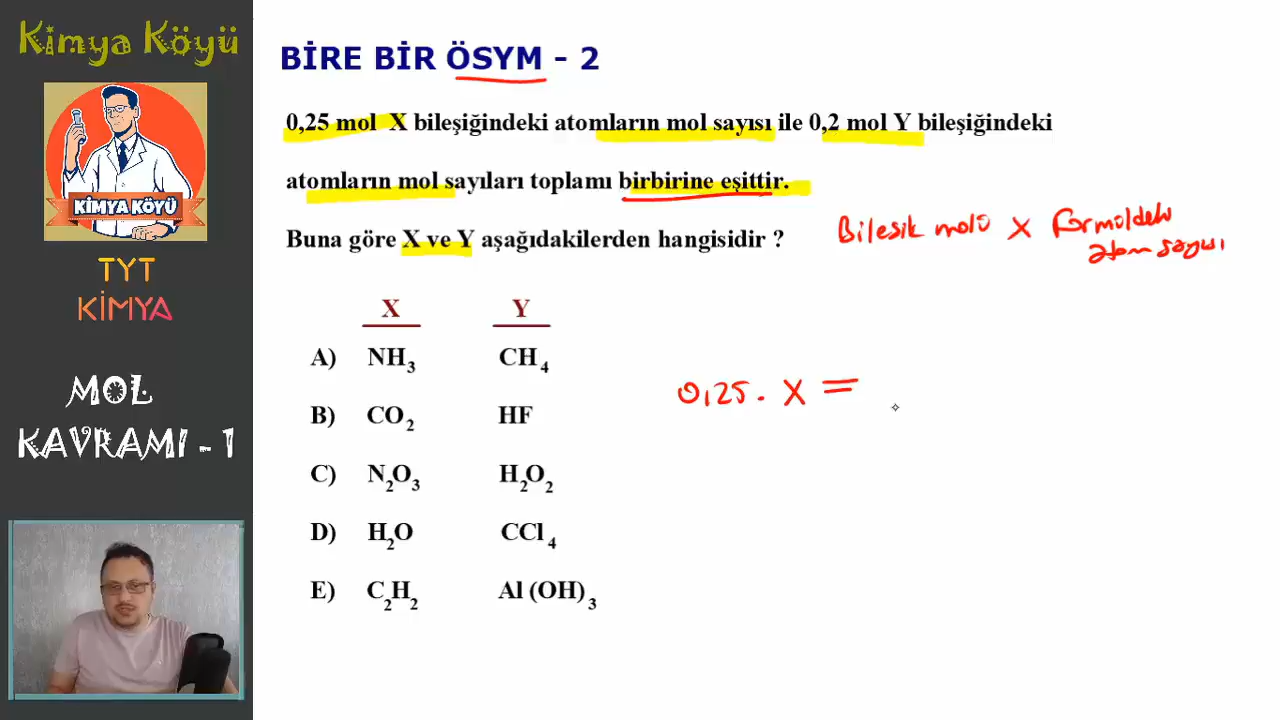 Kimya Köyü
KİMYA KÖYÜ
TYT
KİMYA
MOL
KAVRAMI - 1
BİRE BİR ÖSYM - 2
0,25 mol X bileşiğindeki atomların mol sayısı ile 0,2 mol Y bileşiğindeki
atomların mol sayıları toplamı birbirine eşittir.
Buna göre X ve Y aşağıdakilerden hangisidir ?
Bileşik molü X formüldeki
atom sayısı
X Y
A) NH₃ CH₄
B) CO₂ HF
C) N₂O₃ H₂O₂
D) H₂O CCl₄
E) C₂H₂ Al (OH)₃
0,25 . X =